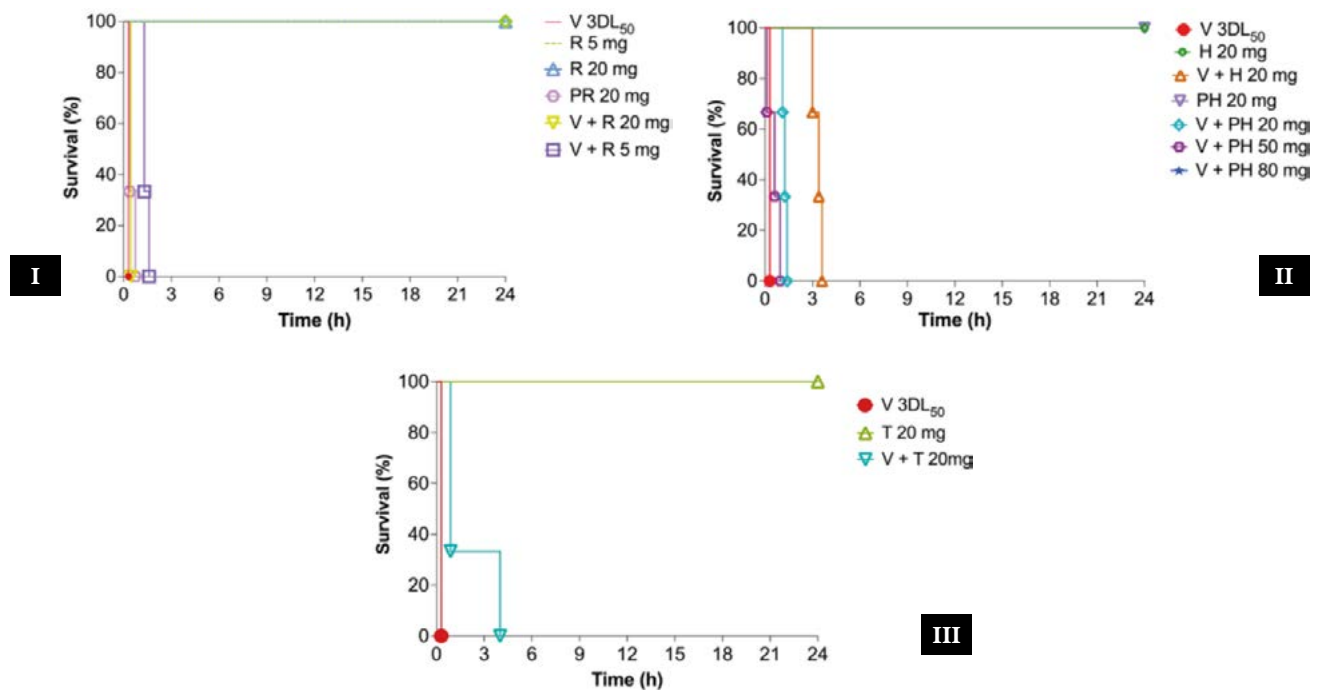 100
80
60
40
20
0
Survival (%)
0 3 6 9 12 15 18 21 24
Time (h)
V 3DL50
R 5 mg
R 20 mg
PR 20 mg
V + R 20 mg
V + R 5 mg
I
100
80
60
40
20
0
Survival (%)
0 3 6 9 12 15 18 21 24
Time (h)
V 3DL50
H 20 mg
V + H 20 mg
PH 20 mg
V + PH 20 mg
V + PH 50 mg
V + PH 80 mg
II
100
80
60
40
20
0
Survival (%)
0 3 6 9 12 15 18 21 24
Time (h)
V 3DL50
T 20 mg
V + T 20mg
III